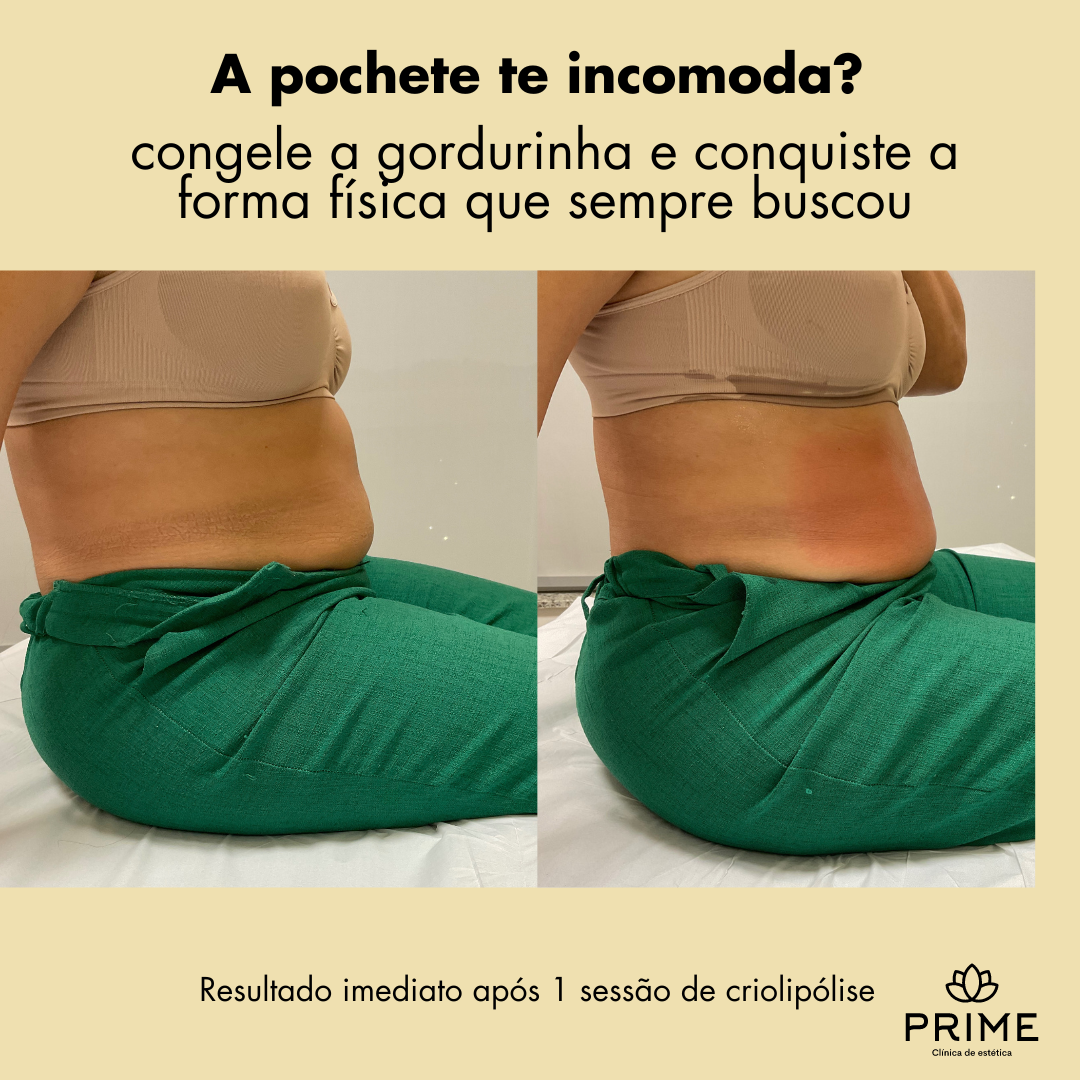 A pochete te incomoda?
congele a gordurinha e conquiste a
forma física que sempre buscou
Resultado imediato após 1 sessão de criolipólise
PRIME
Clínica de estética